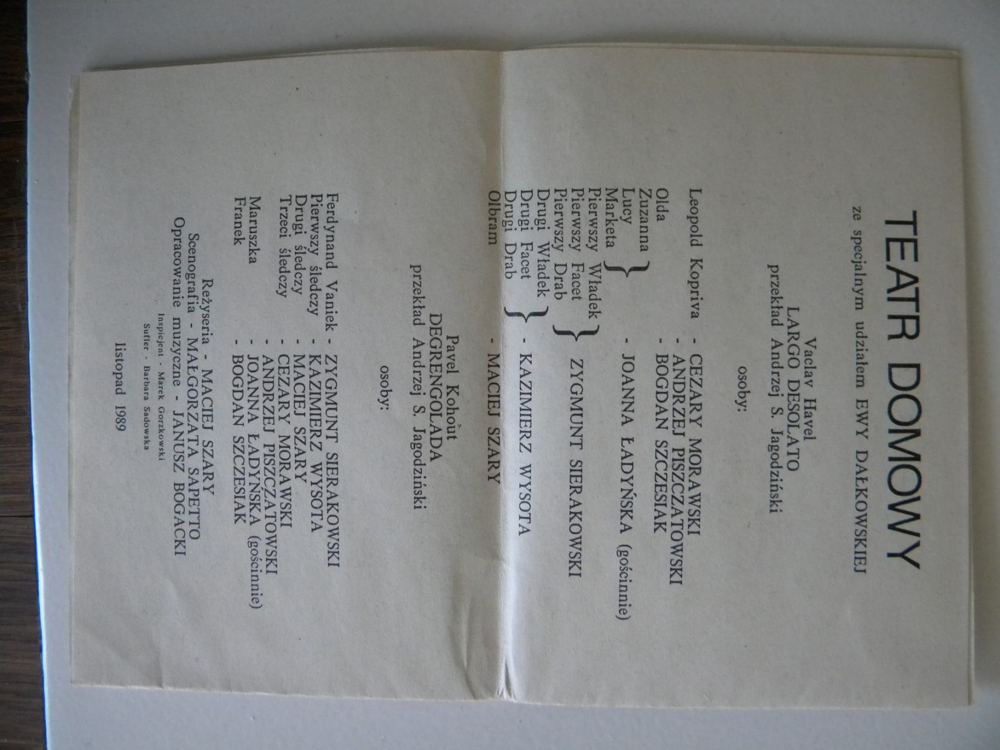 TEATR DOMOWY
ze specjalnym udziałem EWY DAŁKOWSKIEJ
Vaclav Havel
LARGO DESOLATO
przekład Andrzej S. Jagodziński
osoby:
Leopold Kopriva - CEZARY MORAWSKI
- ANDRZEJ PISZCZATOWSKI
Olda - BOGDAN SZCZESIAK
Zuzanna
Lucy } - JOANNA ŁADYŃSKA (gościnnie)
Marketa
Pierwszy Władek
Pierwszy Facet } ZYGMUNT SIERAKOWSKI
Pierwszy Drab
Drugi Władek
Drugi Facet } - KAZIMIERZ WYSOTA
Drugi Drab
Olbram - MACIEJ SZARY
Pavel Kohout
DEGRENGOLADA
przekład Andrzej S. Jagodziński
osoby:
Ferdynand Vaniek - ZYGMUNT SIERAKOWSKI
Pierwszy śledczy - KAZIMIERZ WYSOTA
Drugi śledczy - MACIEJ SZARY
Trzeci śledczy - CEZARY MORAWSKI
- ANDRZEJ PISZCZATOWSKI
Maruszka - JOANNA ŁADYŃSKA (gościnnie)
Franek - BOGDAN SZCZESIAK
Reżyseria - MACIEJ SZARY
Scenografia - MAŁGORZATA SAPETTO
Opracowanie muzyczne - JANUSZ BOGACKI
Inspicjent - Marek Gorzkowski
Sufler - Barbara Sadowska
listopad 1989